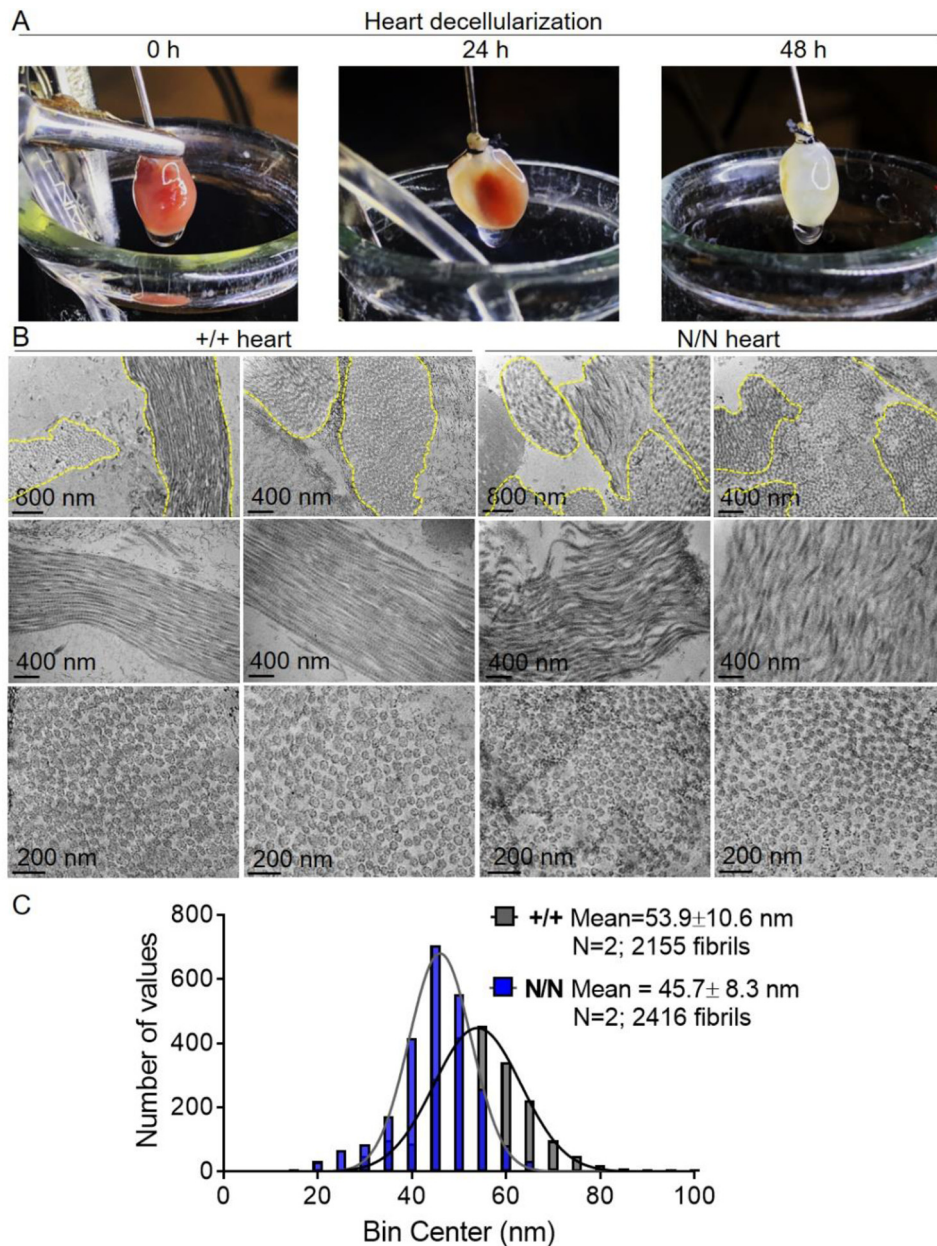 A
Heart decellularization
0 h 24 h 48 h
B
+/+ heart N/N heart
800 nm 400 nm 800 nm 400 nm
400 nm 400 nm 400 nm 400 nm
200 nm 200 nm 200 nm 200 nm
C
+/+ Mean=53.9±10.6 nm
N=2; 2155 fibrils
N/N Mean = 45.7± 8.3 nm
N=2; 2416 fibrils
Number of values
800
600
400
200
0
0 20 40 60 80 100
Bin Center (nm)